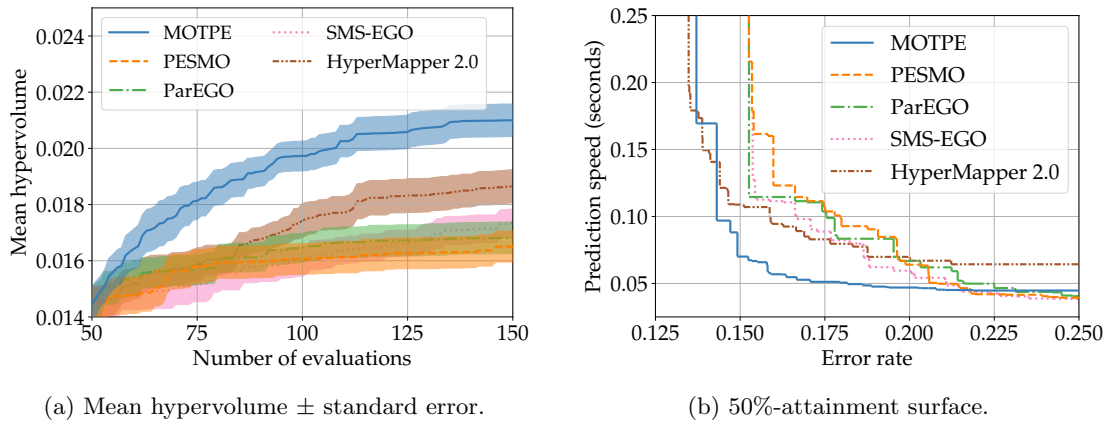 0.024
0.022
0.020
0.018
0.016
0.014
Mean hypervolume
MOTPE
PESMO
ParEGO
SMS-EGO
HyperMapper 2.0
50
75
100
125
150
Number of evaluations
(a) Mean hypervolume ± standard error.
0.25
0.20
0.15
0.10
0.05
Prediction speed (seconds)
MOTPE
PESMO
ParEGO
SMS-EGO
HyperMapper 2.0
0.125
0.150
0.175
0.200
0.225
0.250
Error rate
(b) 50%-attainment surface.